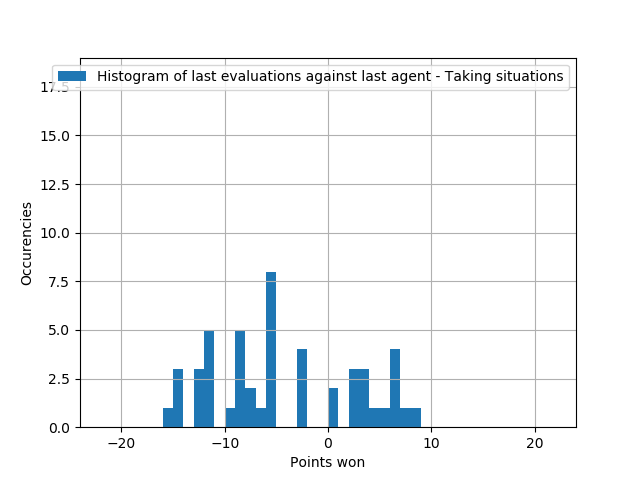 Histogram of last evaluations against last agent - Taking situations
17.5
15.0
12.5
10.0
7.5
5.0
2.5
0.0
Occurencies
−20 −10 0 10 20
Points won